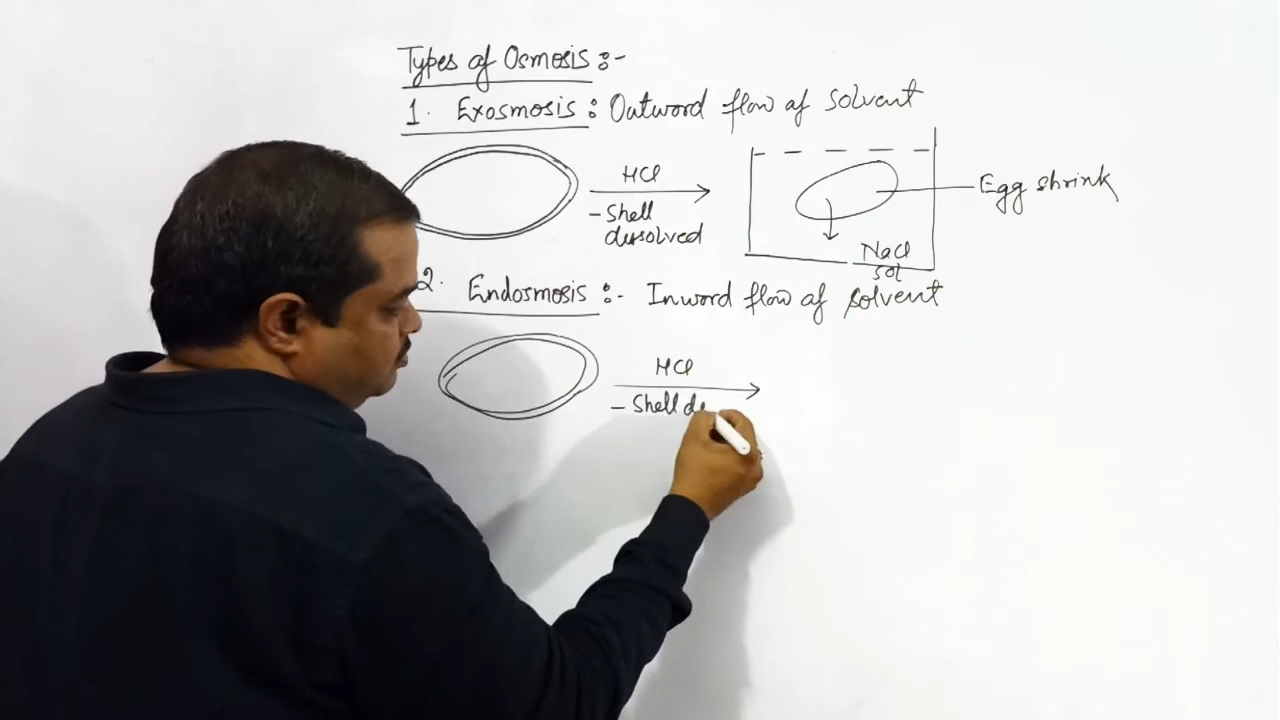 Types of Osmosis :-
1. Exosmosis : Outword flow of solvent
HCl
- Shell
dissolved
Egg shrink
NaCl
sol
2. Endosmosis :- Inword flow of solvent
HCl
- Shell d